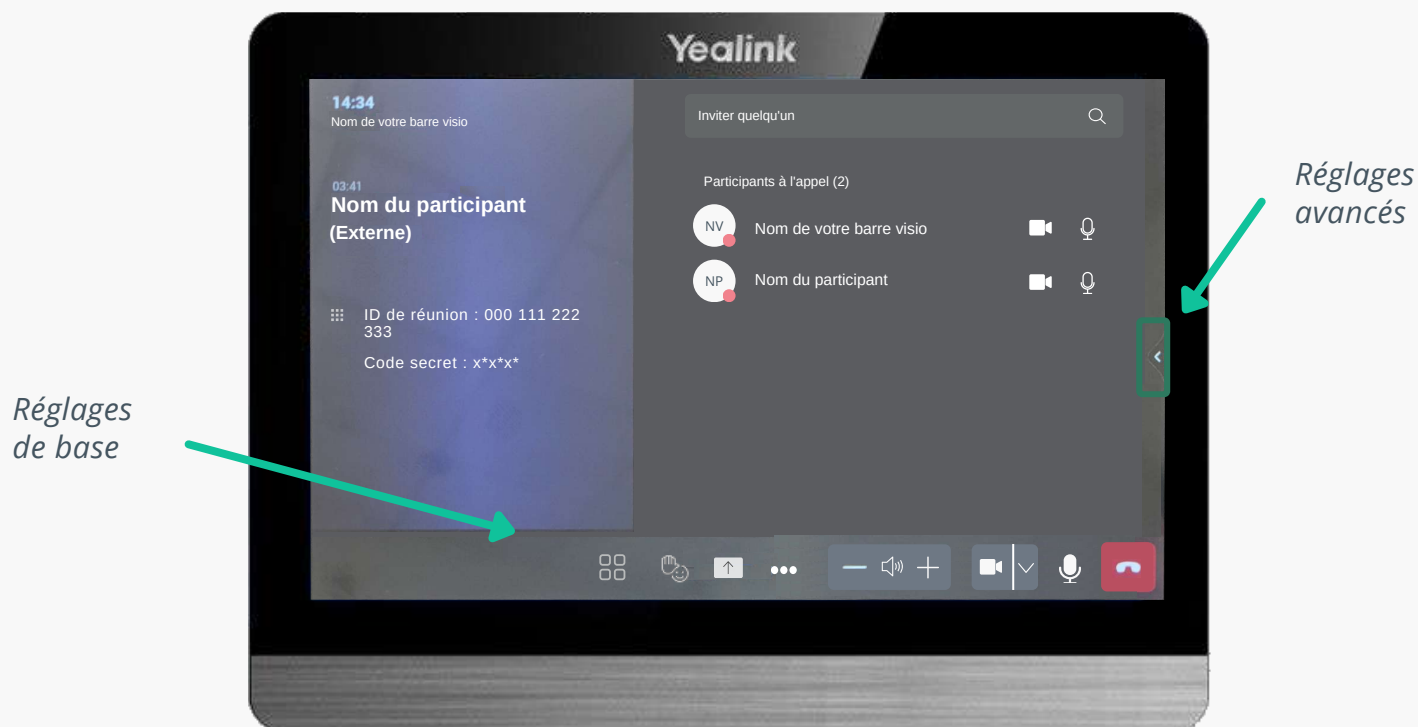 Yealink
14:34
Nom de votre barre visio
03:41
Nom du participant
(Externe)
ID de réunion : 000 111 222
333
Code secret : x*x*x*
Inviter quelqu'un
Participants à l'appel (2)
NV
Nom de votre barre visio
NP
Nom du participant
Réglages
avancés
Réglages
de base